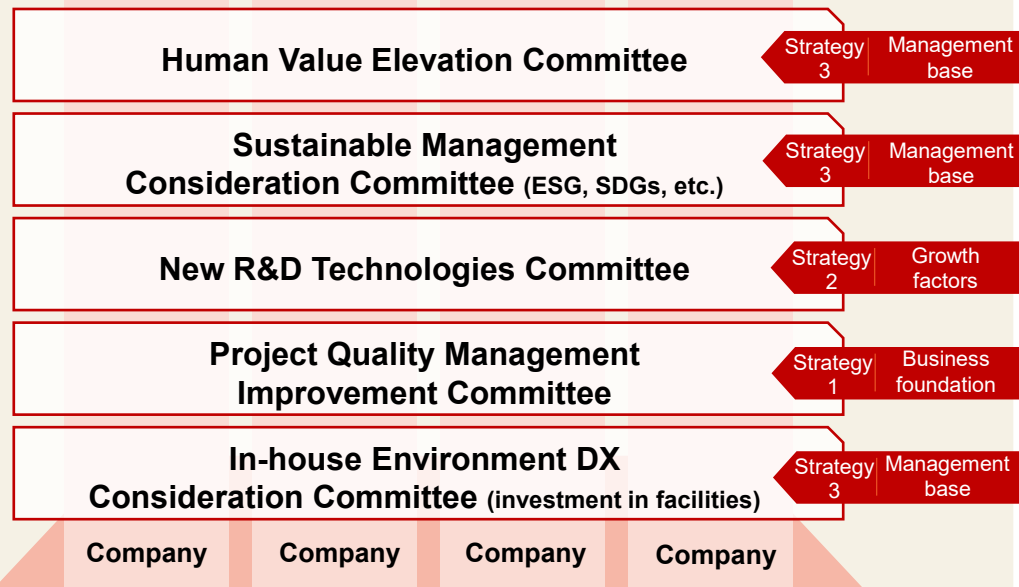 Human Value Elevation Committee
Strategy
3
Management
base
Sustainable Management
Consideration Committee (ESG, SDGs, etc.)
Strategy
3
Management
base
New R&D Technologies Committee
Strategy
2
Growth
factors
Project Quality Management
Improvement Committee
Strategy
1
Business
foundation
In-house Environment DX
Consideration Committee (investment in facilities)
Strategy
3
Management
base
Company Company Company Company